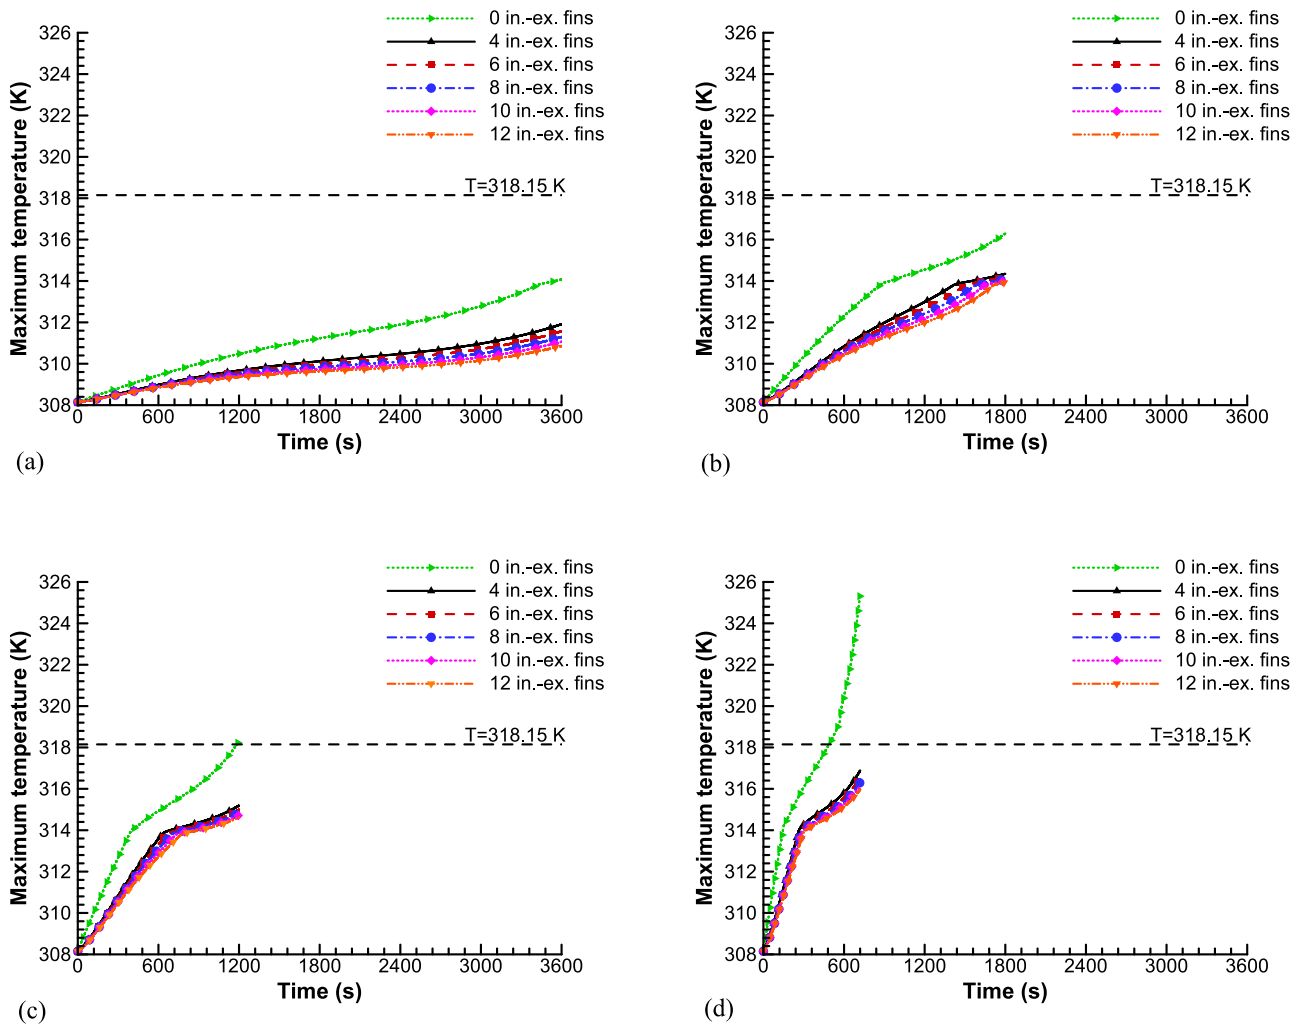 0 in.-ex. fins
4 in.-ex. fins
6 in.-ex. fins
8 in.-ex. fins
10 in.-ex. fins
12 in.-ex. fins
326
324
322
320
318
316
314
312
310
308
Maximum temperature (K)
T=318.15 K
0 600 1200 1800 2400 3000 3600
Time (s)
(a)
0 in.-ex. fins
4 in.-ex. fins
6 in.-ex. fins
8 in.-ex. fins
10 in.-ex. fins
12 in.-ex. fins
326
324
322
320
318
316
314
312
310
308
Maximum temperature (K)
T=318.15 K
0 600 1200 1800 2400 3000 3600
Time (s)
(b)
0 in.-ex. fins
4 in.-ex. fins
6 in.-ex. fins
8 in.-ex. fins
10 in.-ex. fins
12 in.-ex. fins
326
324
322
320
318
316
314
312
310
308
Maximum temperature (K)
T=318.15 K
0 600 1200 1800 2400 3000 3600
Time (s)
(c)
0 in.-ex. fins
4 in.-ex. fins
6 in.-ex. fins
8 in.-ex. fins
10 in.-ex. fins
12 in.-ex. fins
326
324
322
320
318
316
314
312
310
308
Maximum temperature (K)
T=318.15 K
0 600 1200 1800 2400 3000 3600
Time (s)
(d)